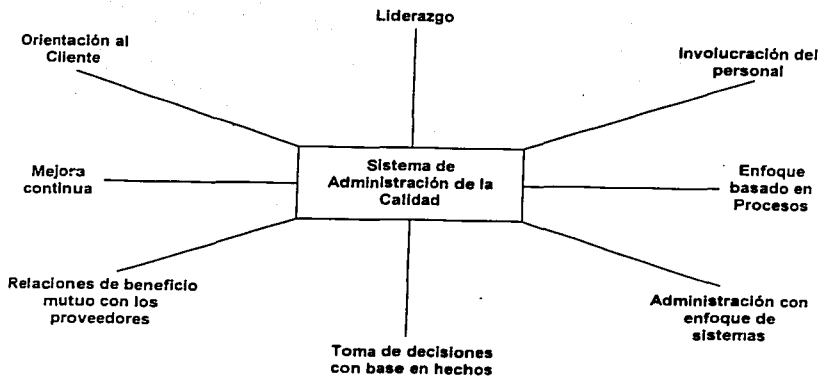 Liderazgo
Orientación al
Cliente
Involucración del
personal
Mejora
continua
Sistema de
Administración de la
Calidad
Enfoque
basado en
Procesos
Relaciones de beneficio
mutuo con los
proveedores
Administración con
enfoque de
sistemas
Toma de decisiones
con base en hechos